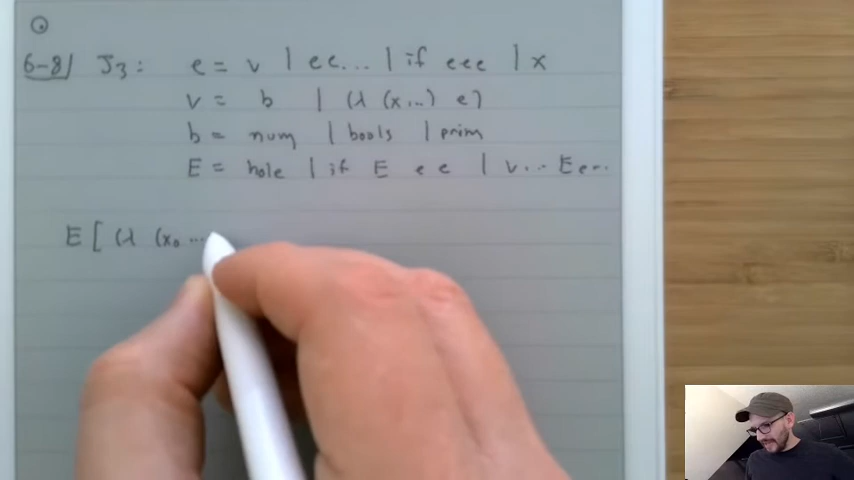 6-8/ J3: e = v | e e... | if e e e | x
v = b | (λ (x ...) e)
b = num | bools | prim
E = hole | if E e e | v... E e...
E [ (λ (x₀ ...